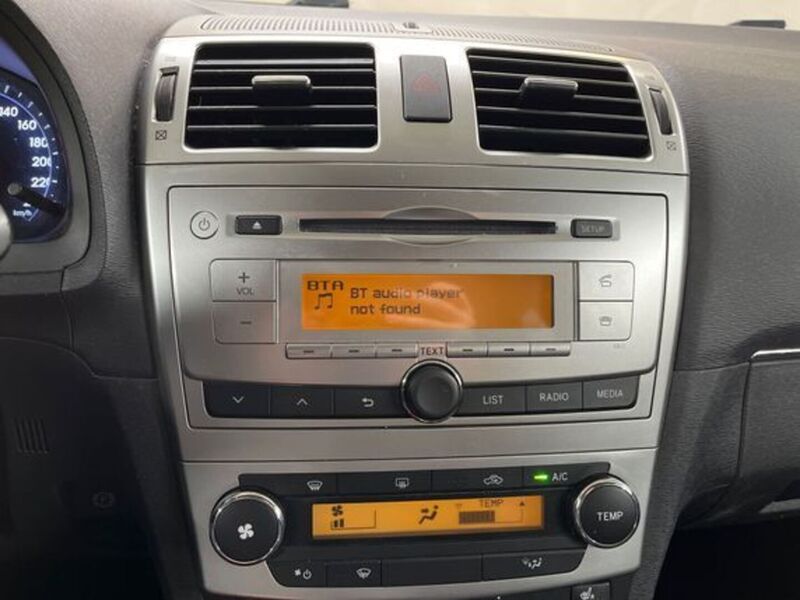 140
160
180
200
220
km/h
SETUP
+
VOL
−
BTA
BT audio player
not found
TEXT
LIST
RADIO
MEDIA
A/C
TEMP
TEMP